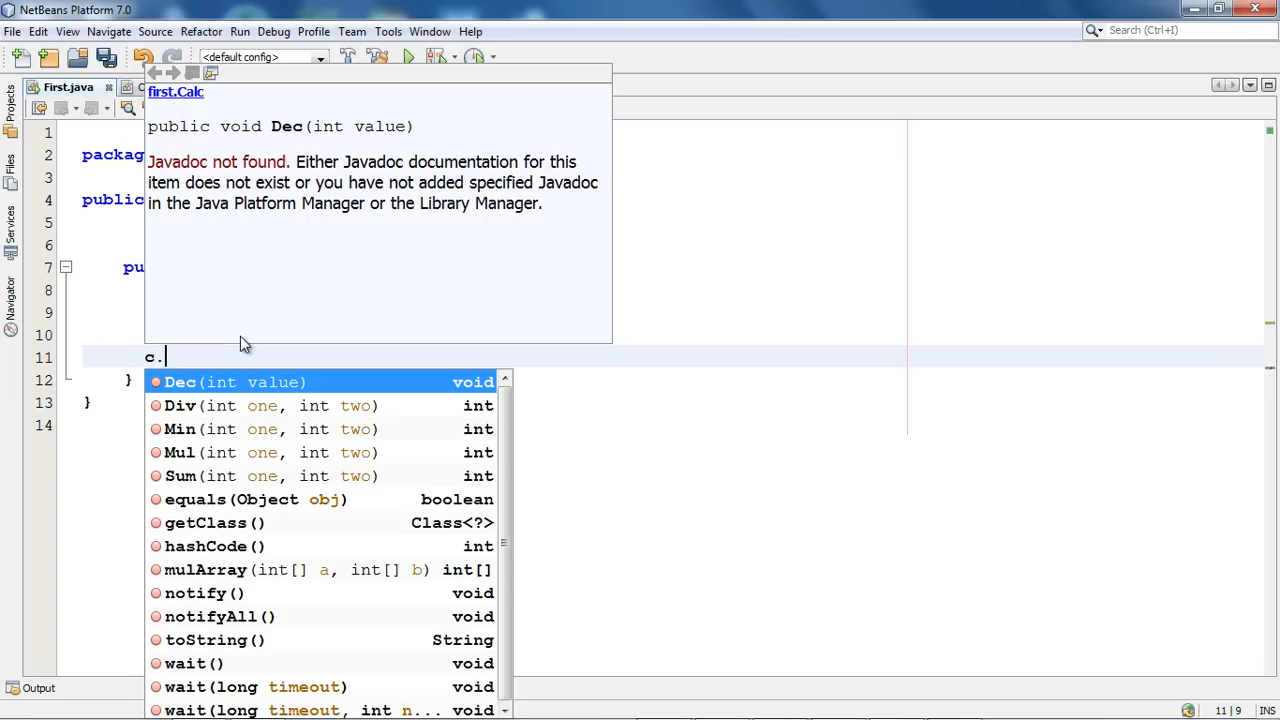 NetBeans Platform 7.0
File Edit View Navigate Source Refactor Run Debug Profile Team Tools Window Help
Search (Ctrl+I)
<default config>
First.java
first.Calc
public void Dec(int value)
Javadoc not found. Either Javadoc documentation for this
item does not exist or you have not added specified Javadoc
in the Java Platform Manager or the Library Manager.
Projects
Files
Services
Navigator
1
2 packag
3
4 public
5
6
7 pu
8
9
10
11 c.
12 }
13 }
14
Dec(int value) void
Div(int one, int two) int
Min(int one, int two) int
Mul(int one, int two) int
Sum(int one, int two) int
equals(Object obj) boolean
getClass() Class<?>
hashCode() int
mulArray(int[] a, int[] b) int[]
notify() void
notifyAll() void
toString() String
wait() void
wait(long timeout) void
wait(long timeout, int n... void
Output
11 | 9 INS